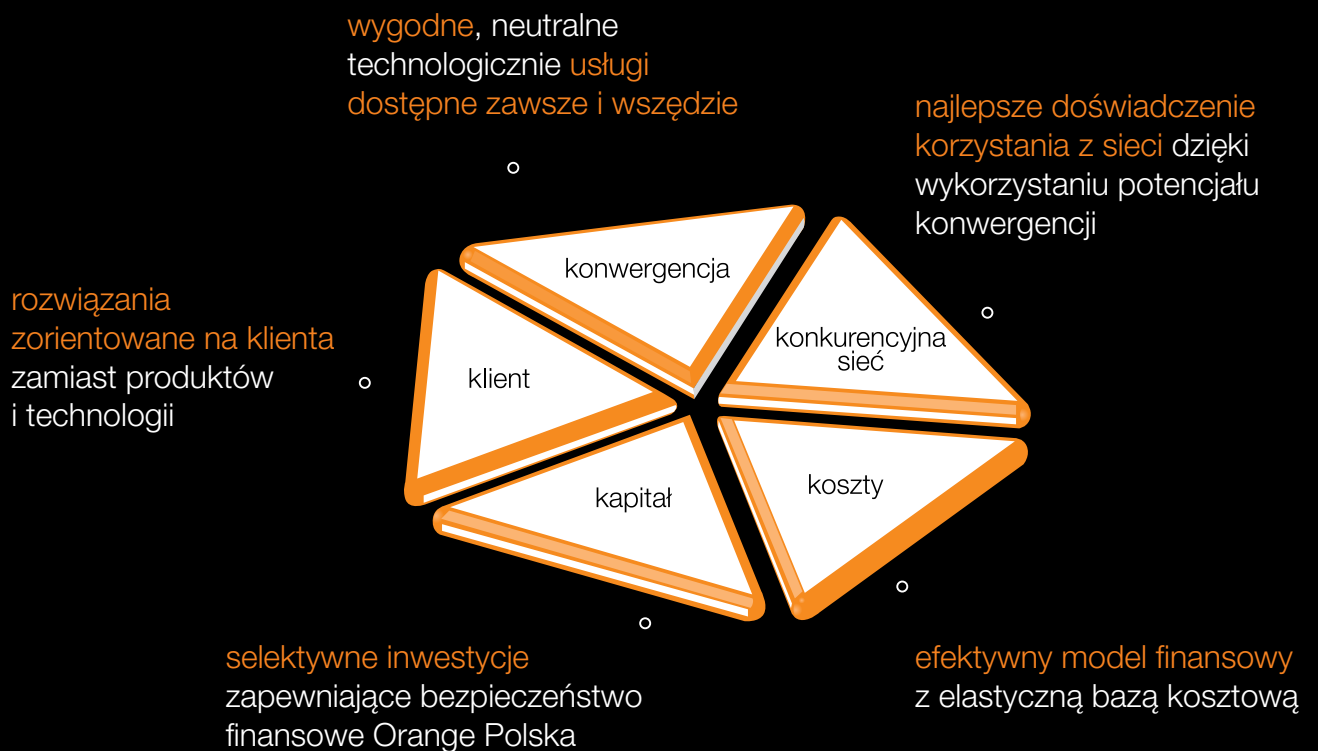 wygodne, neutralne
technologicznie usługi
dostępne zawsze i wszędzie
najlepsze doświadczenie
korzystania z sieci dzięki
wykorzystaniu potencjału
konwergencji
rozwiązania
zorientowane na klienta
zamiast produktów
i technologii
konwergencja
konkurencyjna
sieć
klient
kapitał
koszty
selektywne inwestycje
zapewniające bezpieczeństwo
finansowe Orange Polska
efektywny model finansowy
z elastyczną bazą kosztową